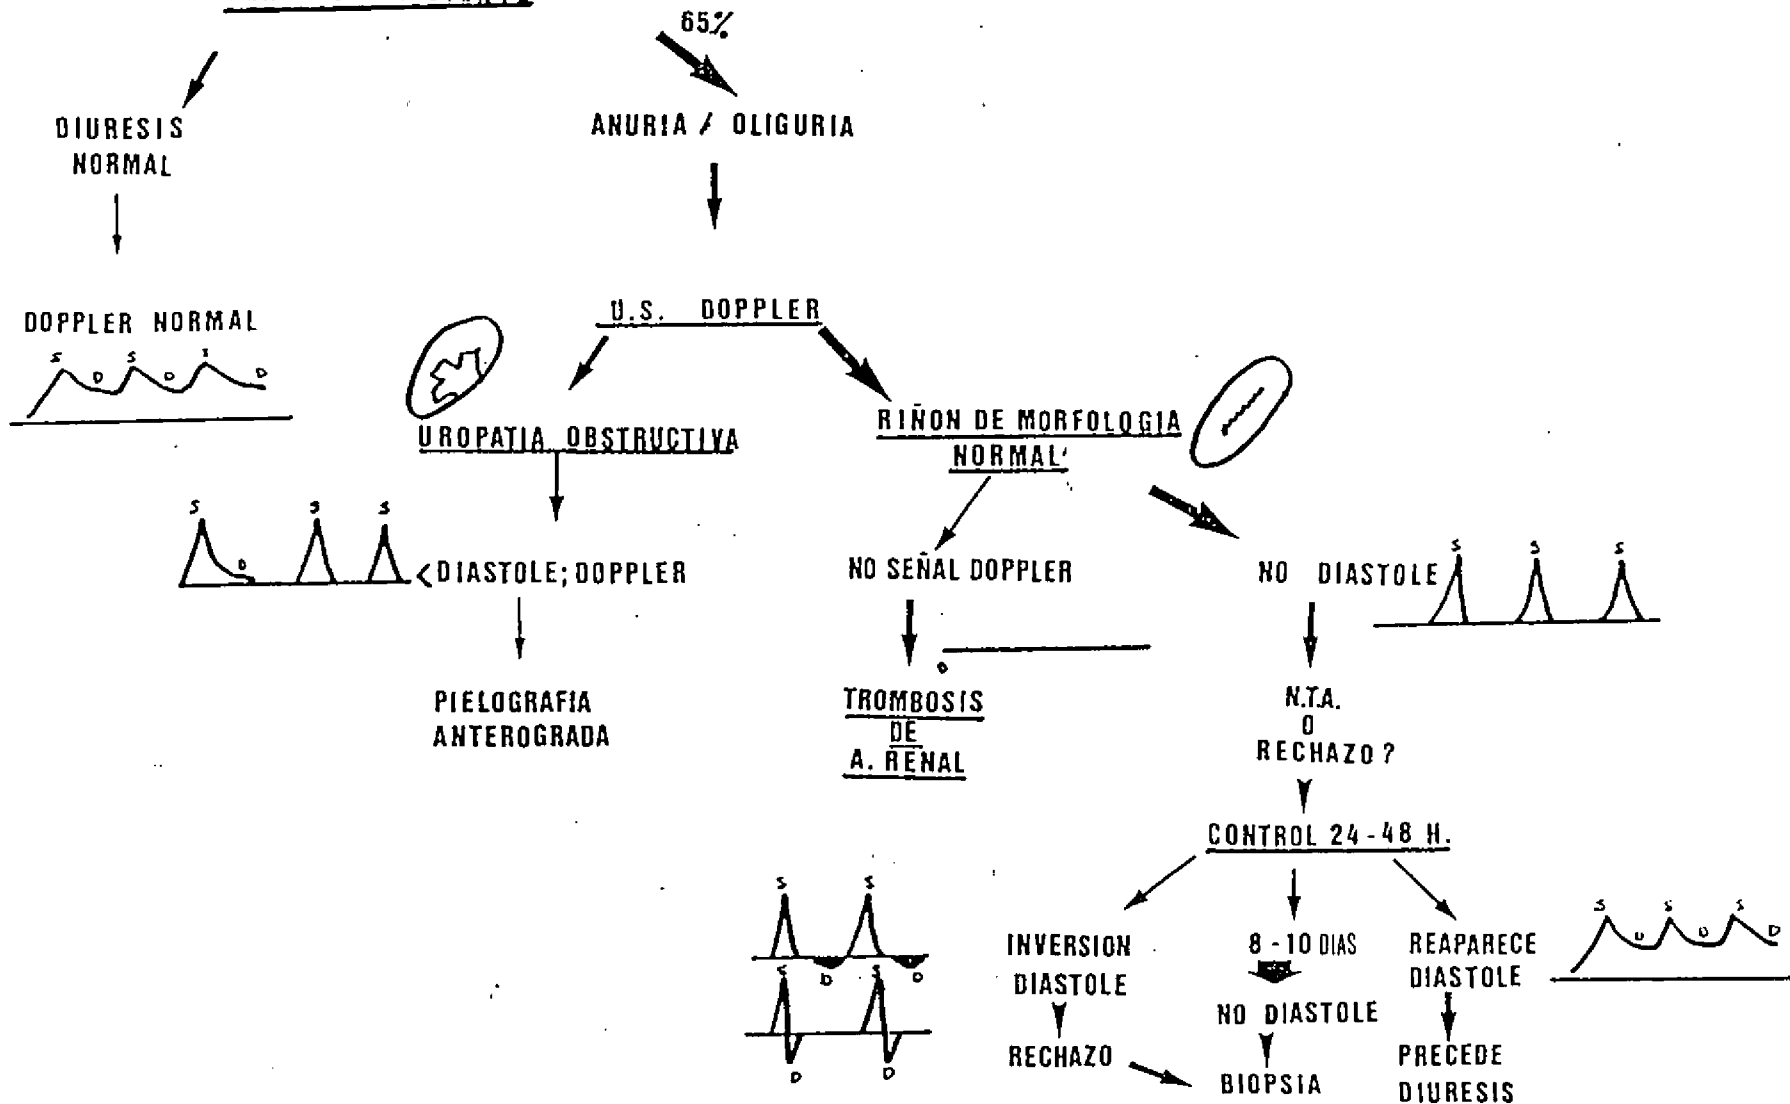 65%
DIURESIS
NORMAL
ANURIA / OLIGURIA
DOPPLER NORMAL
S D S D S D
U.S. DOPPLER
UROPATIA OBSTRUCTIVA
RIÑON DE MORFOLOGIA
NORMAL
S D S S
< DIASTOLE; DOPPLER
NO SEÑAL DOPPLER
NO DIASTOLE
S S S
PIELOGRAFIA
ANTEROGRADA
D
TROMBOSIS
DE
A. RENAL
N.T.A.
O
RECHAZO?
CONTROL 24-48 H.
S S
D D
S S
D D
INVERSION
DIASTOLE
RECHAZO
8-10 DIAS
NO DIASTOLE
BIOPSIA
REAPARECE
DIASTOLE
PRECEDE
DIURESIS
S D S D S D